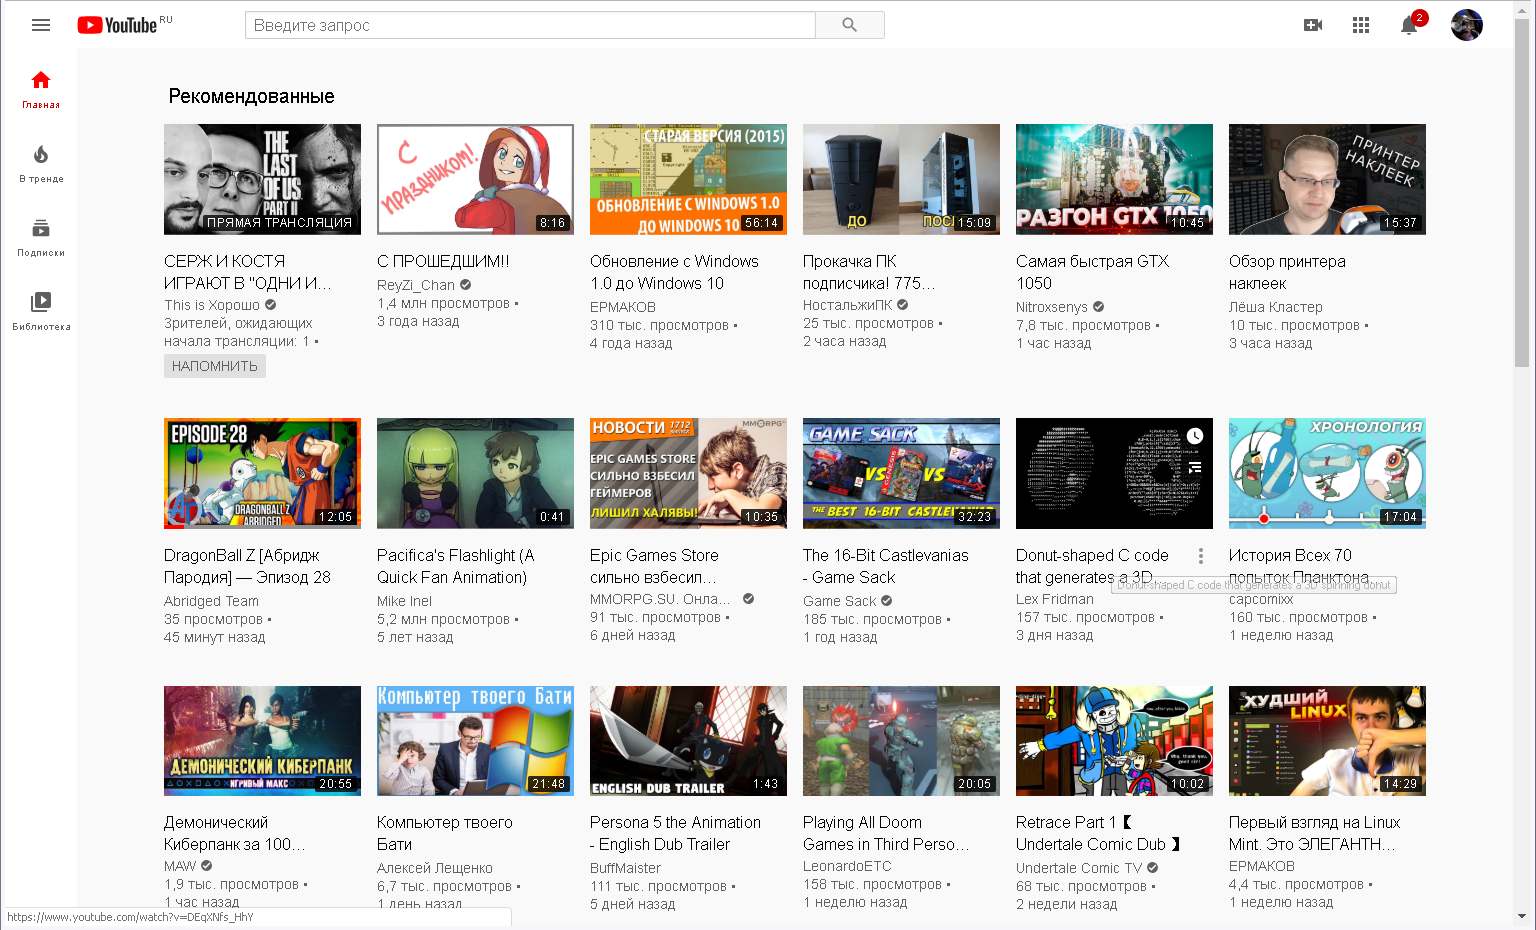 YouTube RU
Введите запрос
2
Главная
В тренде
Подписки
Библиотека
Рекомендованные
THE
LAST
OF US
PART II
ПРЯМАЯ ТРАНСЛЯЦИЯ
СЕРЖ И КОСТЯ
ИГРАЮТ В "ОДНИ И...
This is Хорошо
Зрителей, ожидающих
начала трансляции: 1 •
НАПОМНИТЬ
С
ПРАЗДНИКОМ!
8:16
С ПРОШЕДШИМ!!
ReyZi_Chan
1,4 млн просмотров •
3 года назад
СТАРАЯ ВЕРСИЯ (2015)
ОБНОВЛЕНИЕ С WINDOWS 1.0
ДО WINDOWS 10
56:14
Обновление с Windows
1.0 до Windows 10
ЕРМАКОВ
310 тыс. просмотров •
4 года назад
ДО
ПОС
15:09
Прокачка ПК
подписчика! 775...
НостальжиПК
25 тыс. просмотров •
2 часа назад
РАЗГОН GTX 1050
10:45
Самая быстрая GTX
1050
Nitroxsenys
7,8 тыс. просмотров •
1 час назад
ПРИНТЕР
НАКЛЕЕК
15:37
Обзор принтера
наклеек
Лёша Кластер
10 тыс. просмотров •
3 часа назад
EPISODE 28
DRAGONBALL Z
ABRIDGED
12:05
DragonBall Z [Абридж
Пародия] — Эпизод 28
Abridged Team
35 просмотров •
45 минут назад
0:41
Pacifica's Flashlight (A
Quick Fan Animation)
Mike Inel
5,2 млн просмотров •
5 лет назад
НОВОСТИ 1712
MMORPG
EPIC GAMES STORE
СИЛЬНО ВЗБЕСИЛ
ГЕЙМЕРОВ
ЛИШИЛ ХАЛЯВЫ!
10:35
Epic Games Store
сильно взбесил...
MMORPG.SU. Онла...
91 тыс. просмотров •
6 дней назад
GAME SACK
VS VS
THE BEST 16-BIT CASTLEVANIA
32:23
The 16-Bit Castlevanias
- Game Sack
Game Sack
185 тыс. просмотров •
1 год назад
Donut-shaped C code
that generates a 3D...
Donut-shaped C code that generates a 3D spinning donut
Lex Fridman
157 тыс. просмотров •
3 дня назад
ХРОНОЛОГИЯ
17:04
История Всех 70
попыток Планктона
capcomixx
160 тыс. просмотров •
1 неделю назад
ДЕМОНИЧЕСКИЙ КИБЕРПАНК
ИГРИВЫЙ МАКС
20:55
Демонический
Киберпанк за 100...
MAW
1,9 тыс. просмотров •
1 час назад
Компьютер твоего Бати
21:48
Компьютер твоего
Бати
Алексей Лещенко
6,7 тыс. просмотров •
1 день назад
ENGLISH DUB TRAILER
1:43
Persona 5 the Animation
- English Dub Trailer
BuffMaister
111 тыс. просмотров •
5 дней назад
20:05
Playing All Doom
Games in Third Perso...
LeonardoETC
158 тыс. просмотров •
1 неделю назад
10:02
Retrace Part 1【
Undertale Comic Dub 】
Undertale Comic TV
68 тыс. просмотров •
2 недели назад
ХУДШИЙ
LINUX
14:29
Первый взгляд на Linux
Mint. Это ЭЛЕГАНТН...
ЕРМАКОВ
4,4 тыс. просмотров •
1 неделю назад
https://www.youtube.com/watch?v=DEqXNfs_HhY